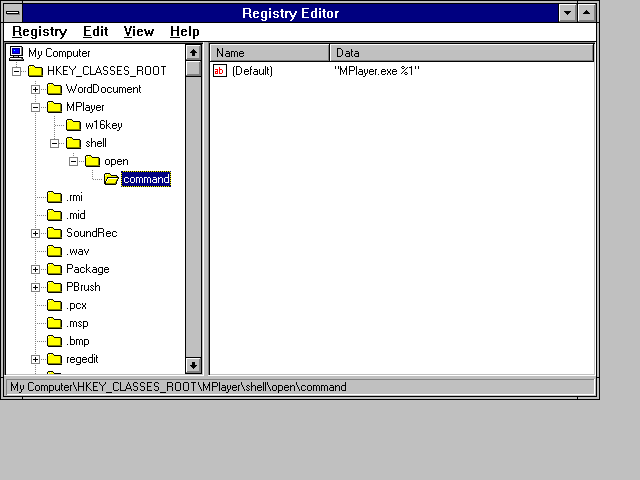 Registry Editor
Registry Edit View Help
My Computer
HKEY_CLASSES_ROOT
WordDocument
MPlayer
w16key
shell
open
command
.rmi
.mid
SoundRec
.wav
Package
PBrush
.pcx
.msp
.bmp
regedit
Name Data
ab (Default) "MPlayer.exe %1"
My Computer\HKEY_CLASSES_ROOT\MPlayer\shell\open\command